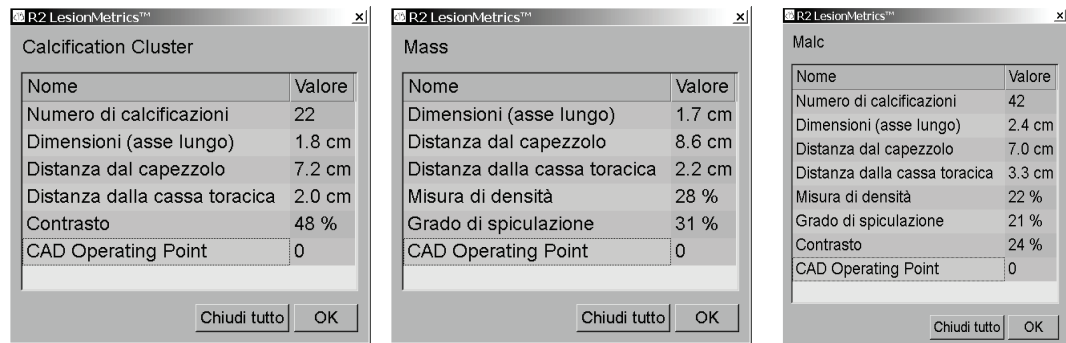 R2 LesionMetrics™
Calcification Cluster
Nome Valore
Numero di calcificazioni 22
Dimensioni (asse lungo) 1.8 cm
Distanza dal capezzolo 7.2 cm
Distanza dalla cassa toracica 2.0 cm
Contrasto 48 %
CAD Operating Point 0
Chiudi tutto OK
R2 LesionMetrics™
Mass
Nome Valore
Dimensioni (asse lungo) 1.7 cm
Distanza dal capezzolo 8.6 cm
Distanza dalla cassa toracica 2.2 cm
Misura di densità 28 %
Grado di spiculazione 31 %
CAD Operating Point 0
Chiudi tutto OK
R2 LesionMetrics™
Malc
Nome Valore
Numero di calcificazioni 42
Dimensioni (asse lungo) 2.4 cm
Distanza dal capezzolo 7.0 cm
Distanza dalla cassa toracica 3.3 cm
Misura di densità 22 %
Grado di spiculazione 21 %
Contrasto 24 %
CAD Operating Point 0
Chiudi tutto OK